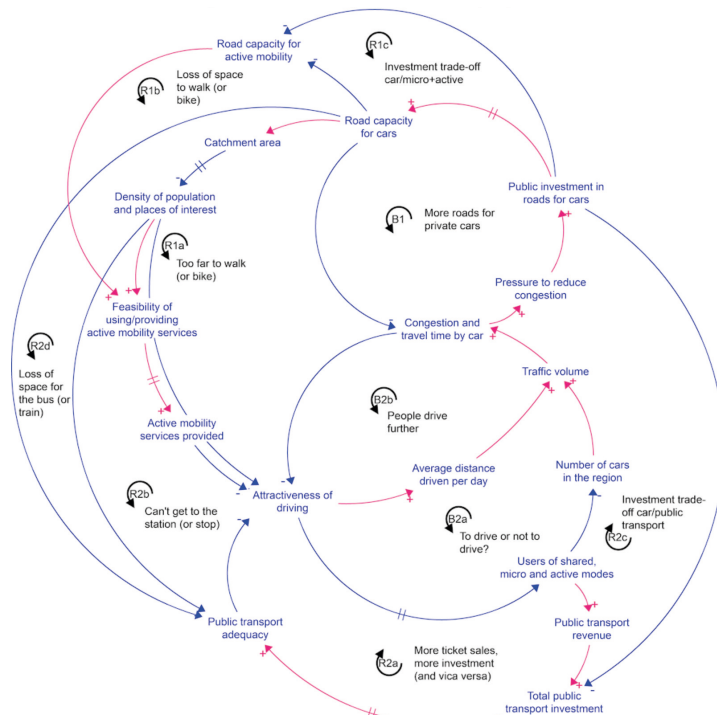 Road capacity for
active mobility
R1c
Investment trade-off
car/micro+active
R1b
Loss of space
to walk (or
bike)
Road capacity
for cars
Catchment area
Density of population
and places of interest
Public investment in
roads for cars
B1
More roads for
private cars
R1a
Too far to walk
(or bike)
Pressure to reduce
congestion
Feasibility of
using/providing
active mobility services
Congestion and
travel time by car
R2d
Loss of
space for
the bus (or
train)
Traffic volume
B2b
People drive
further
Active mobility
services provided
Average distance
driven per day
Number of cars
in the region
R2b
Can't get to the
station (or stop)
Attractiveness of
driving
B2a
To drive or not to
drive?
Investment trade-
off car/public
transport
R2c
Users of shared,
micro and active modes
Public transport
adequacy
Public transport
revenue
R2a
More ticket sales,
more investment
(and vica versa)
Total public
transport investment